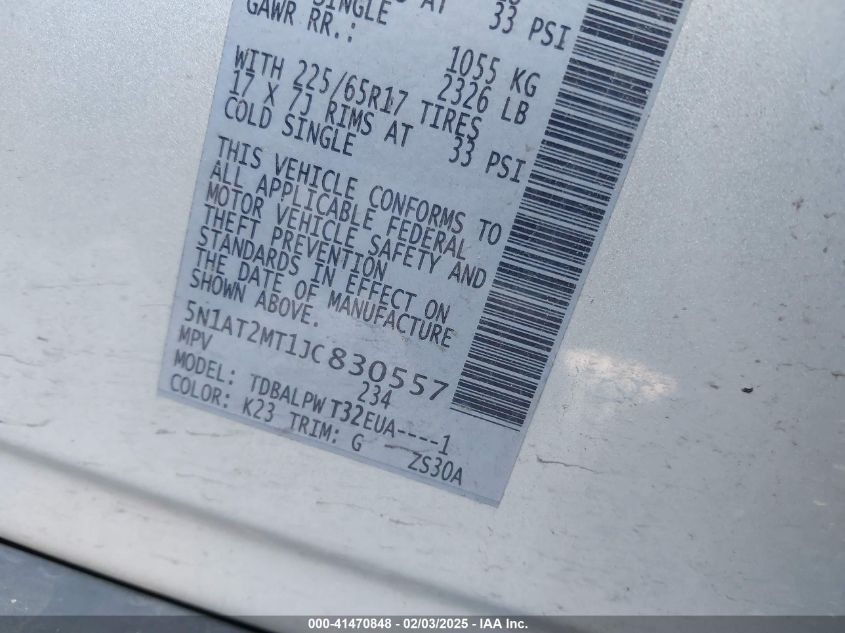 SINGLE AT 33 PSI
GAWR RR.: 1055 KG
2326 LB
WITH 225/65R17 TIRES
17 X 7J RIMS AT 33 PSI
COLD SINGLE
THIS VEHICLE CONFORMS TO
ALL APPLICABLE FEDERAL
MOTOR VEHICLE SAFETY AND
THEFT PREVENTION
STANDARDS IN EFFECT ON
THE DATE OF MANUFACTURE
SHOWN ABOVE.
5N1AT2MT1JC830557
MPV 234
MODEL: TDBALPWT32EUA----1
COLOR: K23 TRIM: G ZS30A
000-41470848 - 02/03/2025 - IAA Inc.